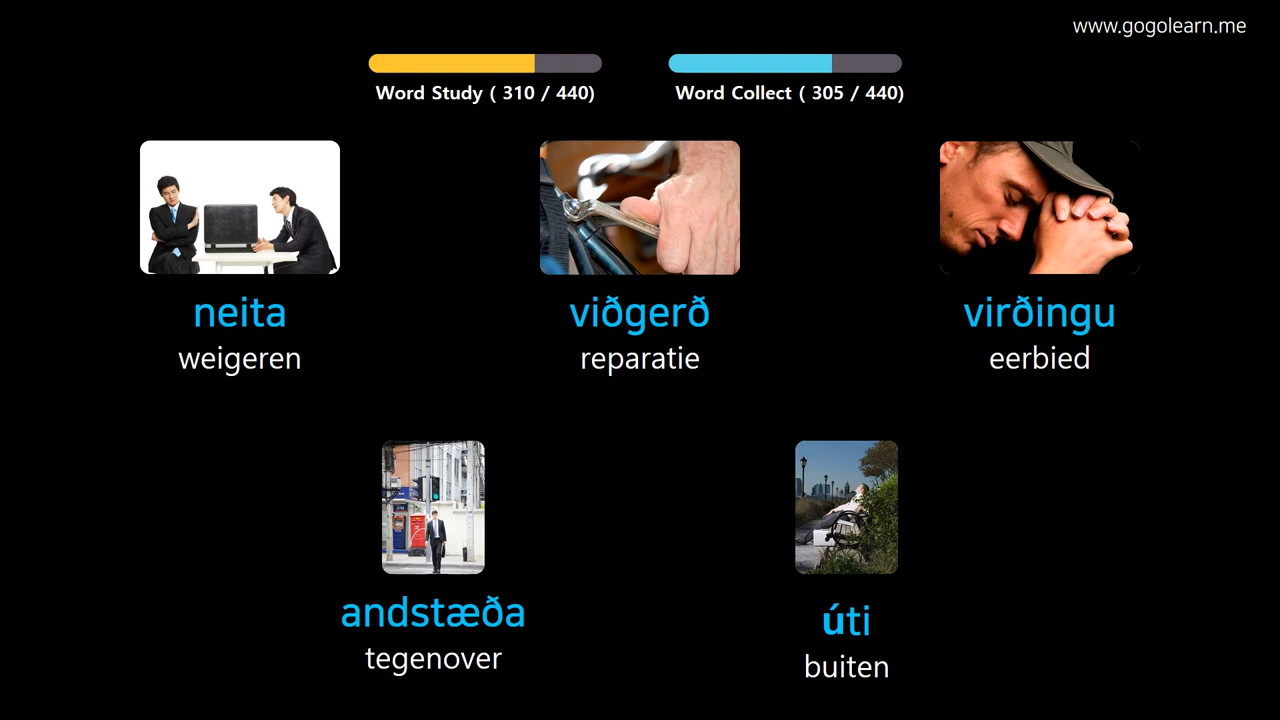 www.gogolearn.me
Word Study ( 310 / 440)
Word Collect ( 305 / 440)
neita
weigeren
viðgerð
reparatie
virðingu
eerbied
andstæða
tegenover
úti
buiten